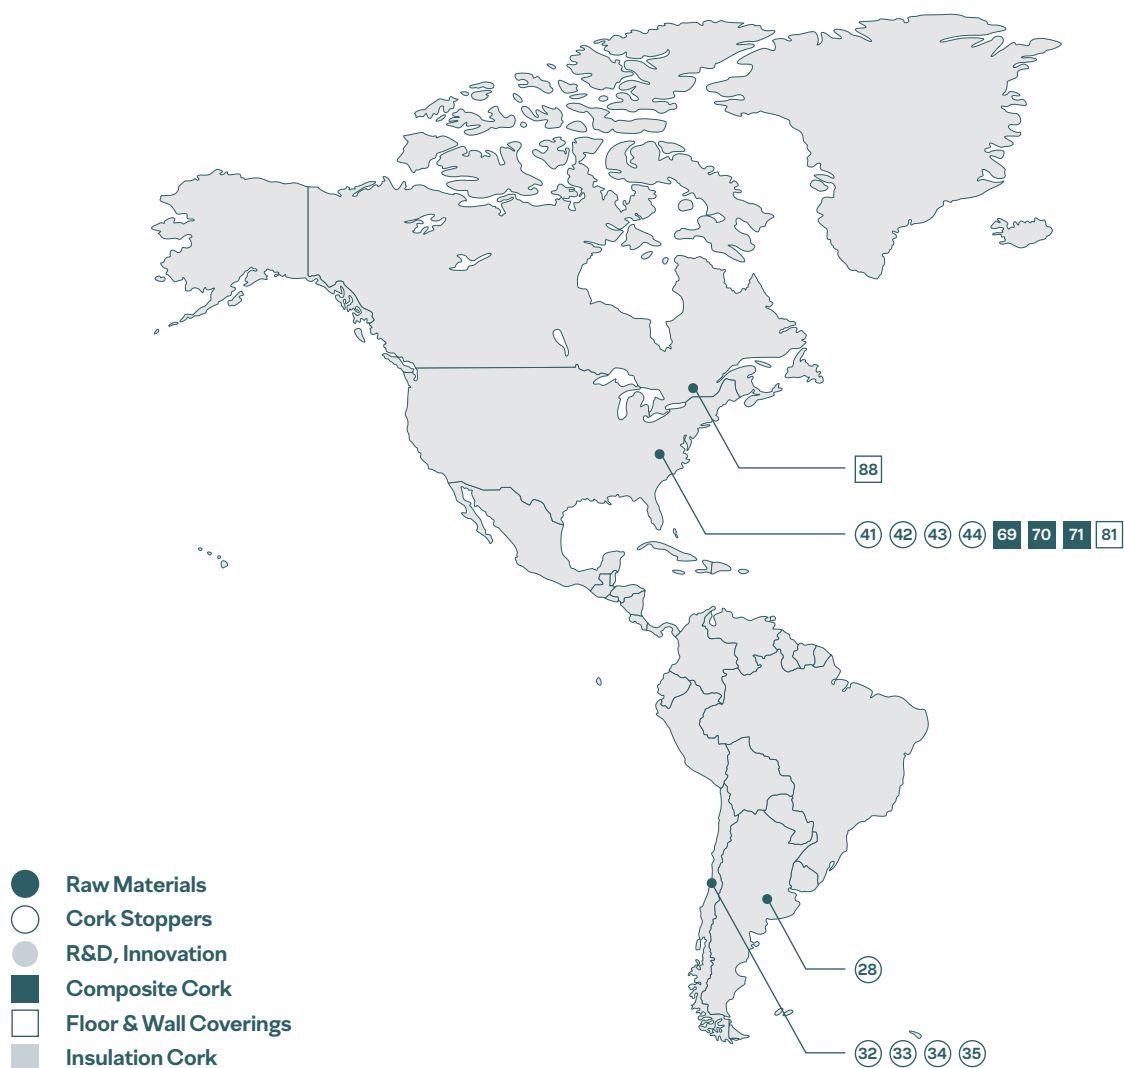 88
41 42 43 44 69 70 71 81
Raw Materials
Cork Stoppers
R&D, Innovation
Composite Cork
Floor & Wall Coverings
Insulation Cork
28
32 33 34 35